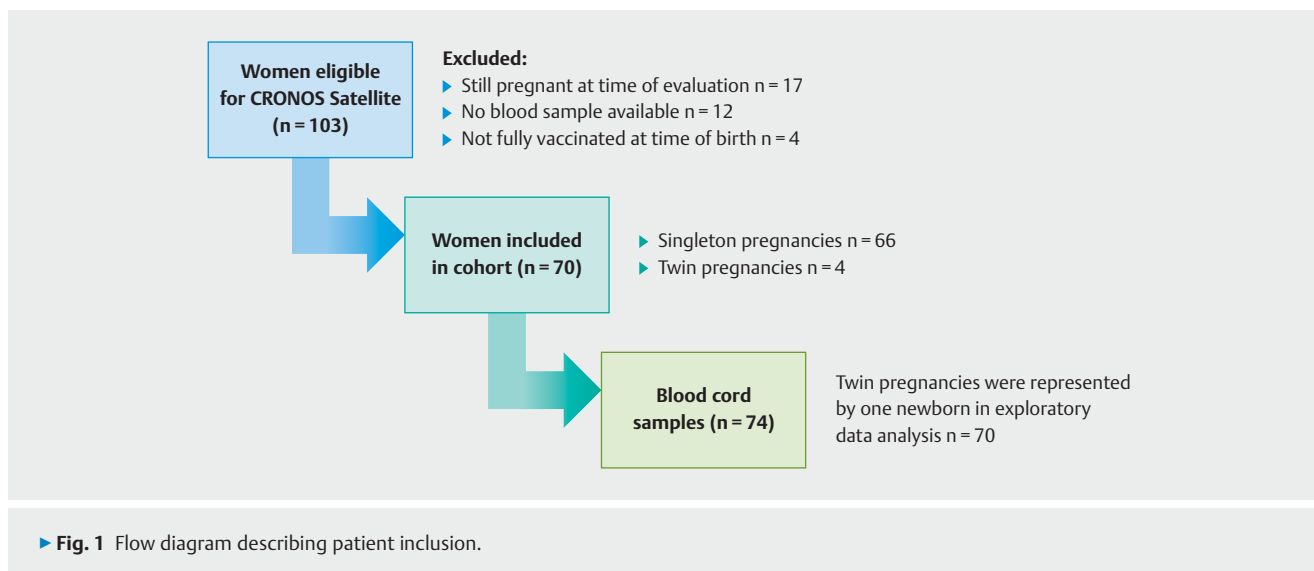 Women eligible
for CRONOS Satellite
(n = 103)
Excluded:
▶ Still pregnant at time of evaluation n = 17
▶ No blood sample available n = 12
▶ Not fully vaccinated at time of birth n = 4
Women included
in cohort (n = 70)
▶ Singleton pregnancies n = 66
▶ Twin pregnancies n = 4
Blood cord
samples (n = 74)
Twin pregnancies were represented
by one newborn in exploratory
data analysis n = 70
▶ Fig. 1 Flow diagram describing patient inclusion.